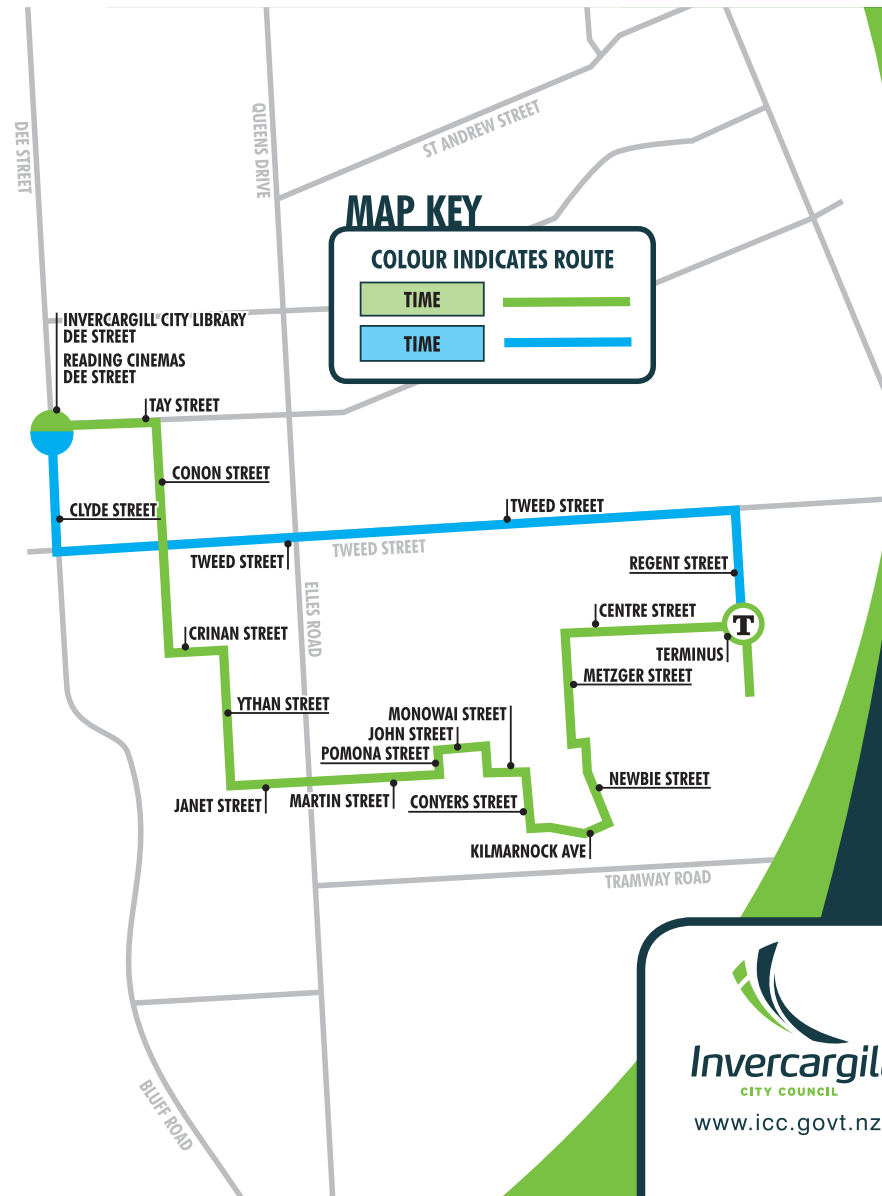 DEE STREET
QUEENS DRIVE
ST ANDREW STREET
MAP KEY
COLOUR INDICATES ROUTE
TIME
TIME
INVERCARGILL CITY LIBRARY
DEE STREET
READING CINEMAS
DEE STREET
TAY STREET
CONON STREET
CLYDE STREET
TWEED STREET
TWEED STREET
TWEED STREET
REGENT STREET
ELLES ROAD
CENTRE STREET
T
CRINAN STREET
TERMINUS
METZGER STREET
YTHAN STREET
MONOWAI STREET
JOHN STREET
POMONA STREET
NEWBIE STREET
JANET STREET
MARTIN STREET
CONYERS STREET
KILMARNOCK AVE
TRAMWAY ROAD
BLUFF ROAD
Invercargill
CITY COUNCIL
www.icc.govt.nz